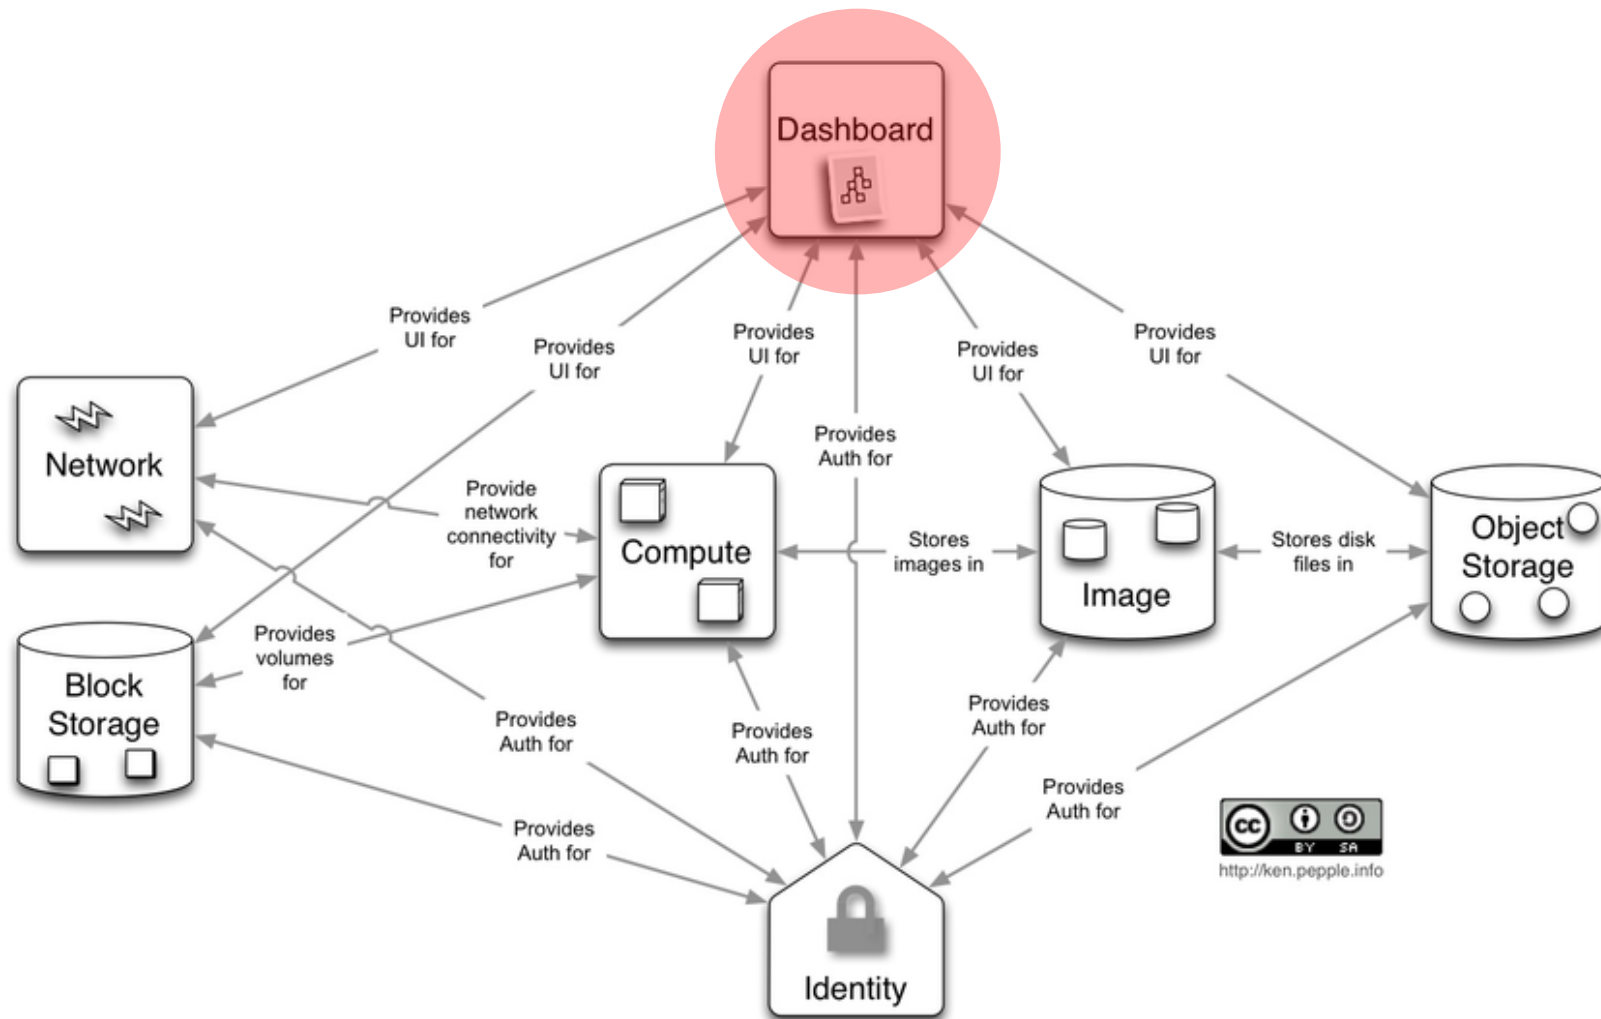 Dashboard
Provides
UI for
Provides
UI for
Provides
UI for
Provides
UI for
Provides
UI for
Provides
Auth for
Network
Provide
network
connectivity
for
Compute
Stores
images in
Image
Stores disk
files in
Object
Storage
Provides
volumes
for
Block
Storage
Provides
Auth for
Provides
Auth for
Provides
Auth for
Provides
Auth for
Provides
Auth for
cc
BY SA
http://ken.pepple.info
Identity